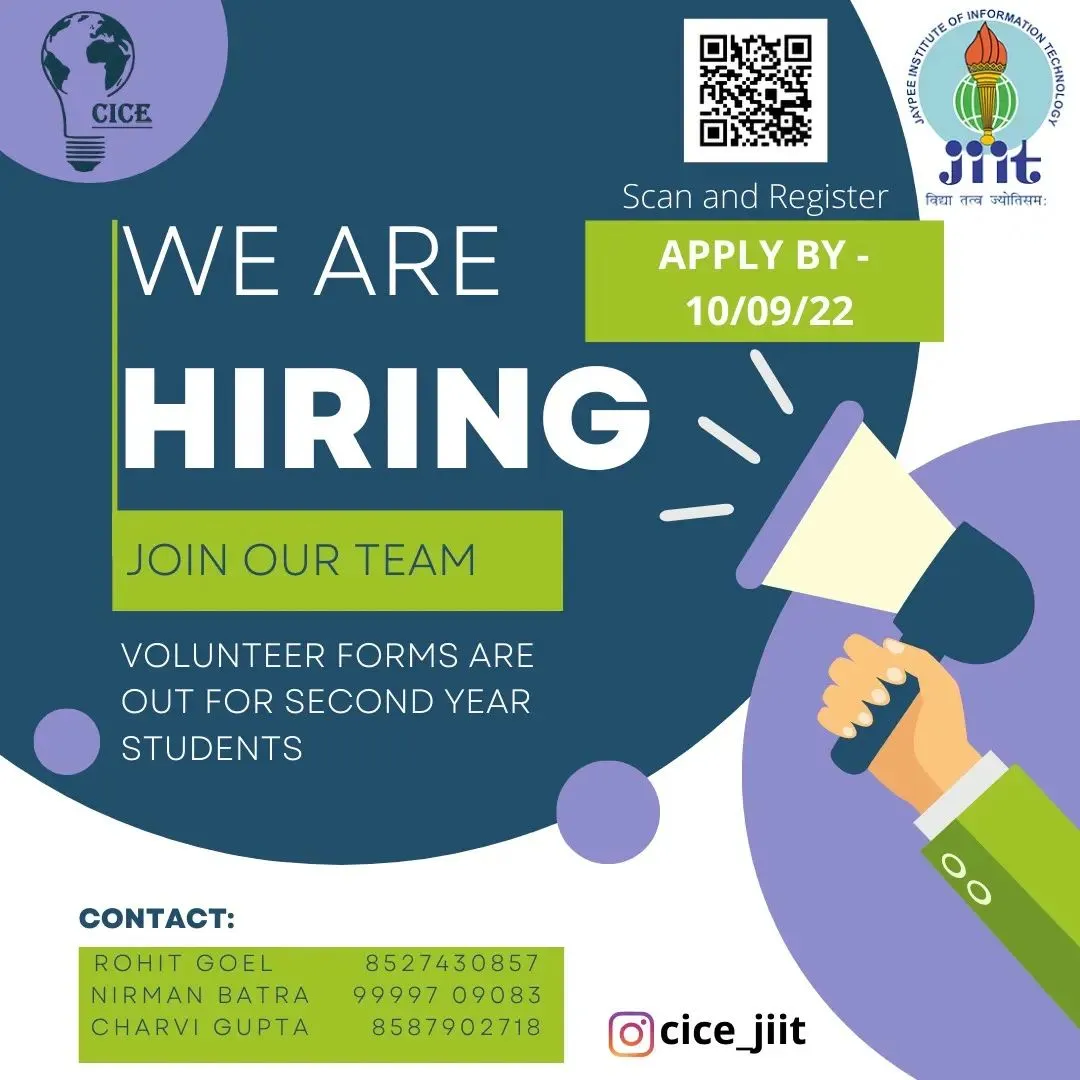 CICE
JAYPEE INSTITUTE OF INFORMATION TECHNOLOGY
jiit
विद्या तत्व ज्योतिसम:
Scan and Register
APPLY BY -
10/09/22
WE ARE
HIRING
JOIN OUR TEAM
VOLUNTEER FORMS ARE
OUT FOR SECOND YEAR
STUDENTS
CONTACT:
ROHIT GOEL 8527430857
NIRMAN BATRA 99997 09083
CHARVI GUPTA 8587902718
cice_jiit